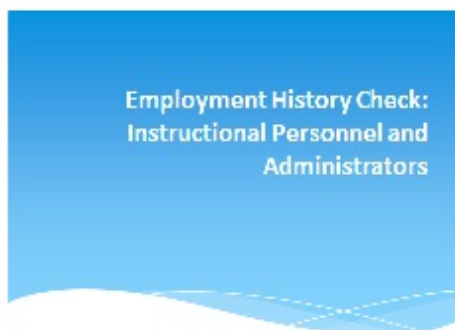 Employment History Check:
Instructional Personnel and
Administrators